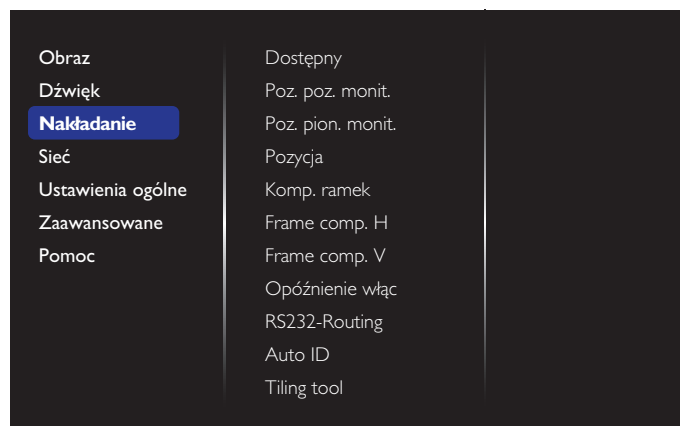 Obraz
Dźwięk
Nakładanie
Sieć
Ustawienia ogólne
Zaawansowane
Pomoc
Dostępny
Poz. poz. monit.
Poz. pion. monit.
Pozycja
Komp. ramek
Frame comp. H
Frame comp. V
Opóźnienie włąc
RS232-Routing
Auto ID
Tiling tool